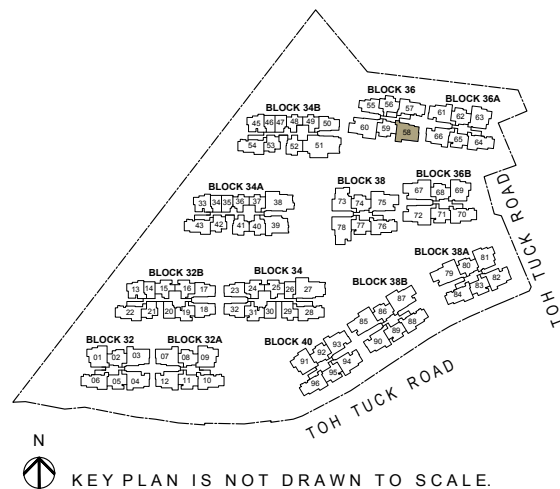 BLOCK 36
55 56 57
BLOCK 36A
61 62 63
60 59 58
66 65 64
BLOCK 34B
45 46 47 48 49 50
54 53 52 51
BLOCK 34A
33 34 35 36 37 38
43 42 41 40 39
BLOCK 38
73 74 75
78 77 76
BLOCK 36B
67 68 69
72 71 70
TOH TUCK ROAD
BLOCK 38A
79 80 81
84 83 82
BLOCK 32B
13 14 15 16 17
22 21 20 19 18
BLOCK 34
23 24 25 26 27
32 31 30 29 28
BLOCK 38B
85 86 87
90 89 88
BLOCK 32
01 02 03
06 05 04
BLOCK 32A
07 08 09
12 11 10
BLOCK 40
91 92 93
96 95 94
TOH TUCK ROAD
N
KEY PLAN IS NOT DRAWN TO SCALE.